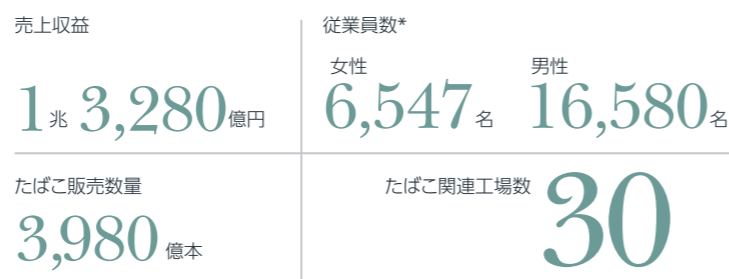 売上収益
1兆3,280億円
従業員数*
女性 男性
6,547名 16,580名
たばこ販売数量
3,980億本
たばこ関連工場数 30